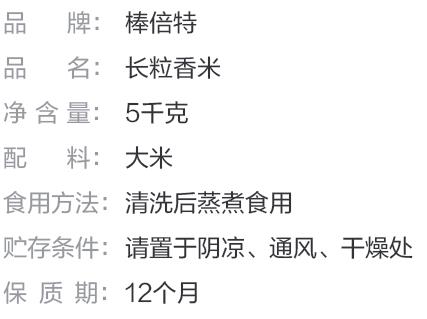 品牌：棒倍特
品名：长粒香米
净含量：5千克
配料：大米
食用方法：清洗后蒸煮食用
贮存条件：请置于阴凉、通风、干燥处
保质期：12个月